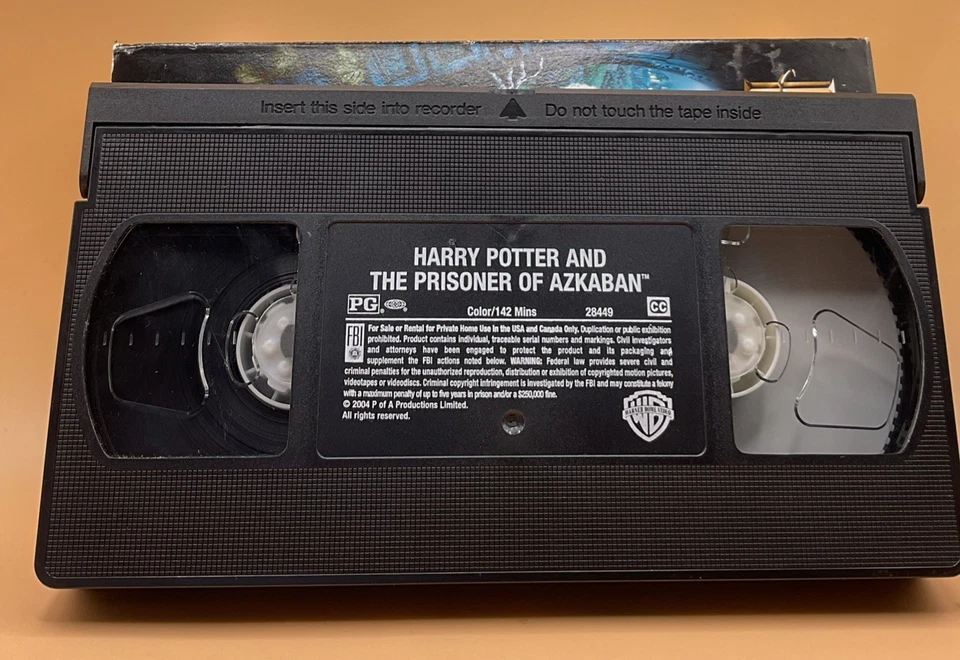 Insert this side into recorder Do not touch the tape inside
HARRY POTTER AND
THE PRISONER OF AZKABAN™
PG Color/142 Mins 28449 CC
FBI
For Sale or Rental for Private Home Use in the USA and Canada Only. Duplication or public exhibition
prohibited. Product contains individual, traceable serial numbers and markings. Civil investigators
and attorneys have been engaged to protect the product and its packaging and
supplement the FBI actions noted below. WARNING: Federal law provides severe civil and
criminal penalties for the unauthorized reproduction, distribution or exhibition of copyrighted motion pictures,
videotapes or videodiscs. Criminal copyright infringement is investigated by the FBI and may constitute a felony
with a maximum penalty of up to five years in prison and/or a $250,000 fine.
© 2004 P of A Productions Limited.
All rights reserved.
WARNER HOME VIDEO
WB